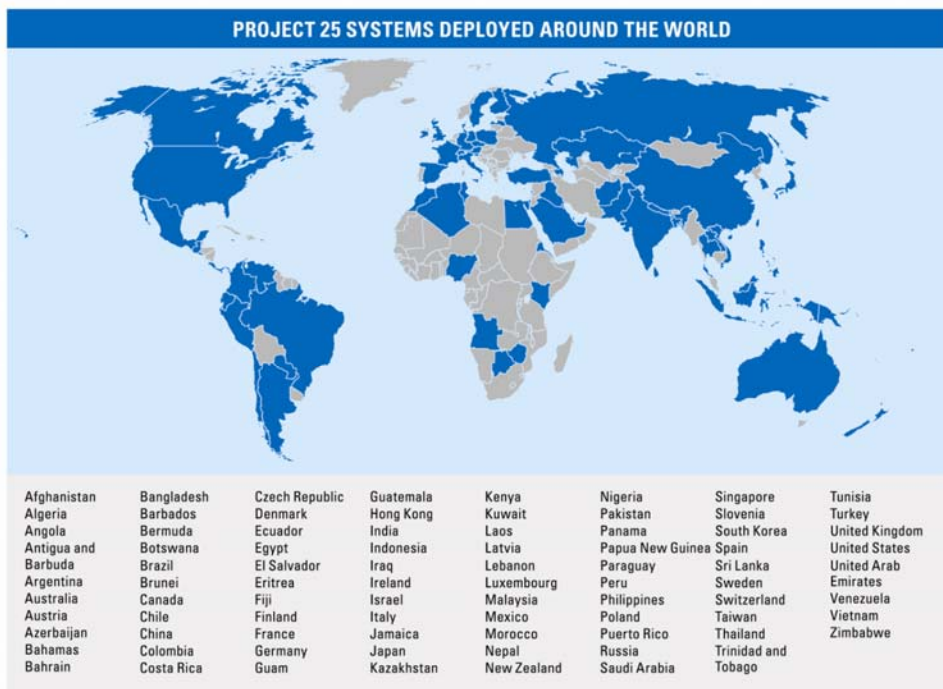 PROJECT 25 SYSTEMS DEPLOYED AROUND THE WORLD
Afghanistan
Algeria
Angola
Antigua and
Barbuda
Argentina
Australia
Austria
Azerbaijan
Bahamas
Bahrain
Bangladesh
Barbados
Bermuda
Botswana
Brazil
Brunei
Canada
Chile
China
Colombia
Costa Rica
Czech Republic
Denmark
Ecuador
Egypt
El Salvador
Eritrea
Fiji
Finland
France
Germany
Guam
Guatemala
Hong Kong
India
Indonesia
Iraq
Ireland
Israel
Italy
Jamaica
Japan
Kazakhstan
Kenya
Kuwait
Laos
Latvia
Lebanon
Luxembourg
Malaysia
Mexico
Morocco
Nepal
New Zealand
Nigeria
Pakistan
Panama
Papua New Guinea
Paraguay
Peru
Philippines
Poland
Puerto Rico
Russia
Saudi Arabia
Singapore
Slovenia
South Korea
Spain
Sri Lanka
Sweden
Switzerland
Taiwan
Thailand
Trinidad and
Tobago
Tunisia
Turkey
United Kingdom
United States
United Arab
Emirates
Venezuela
Vietnam
Zimbabwe